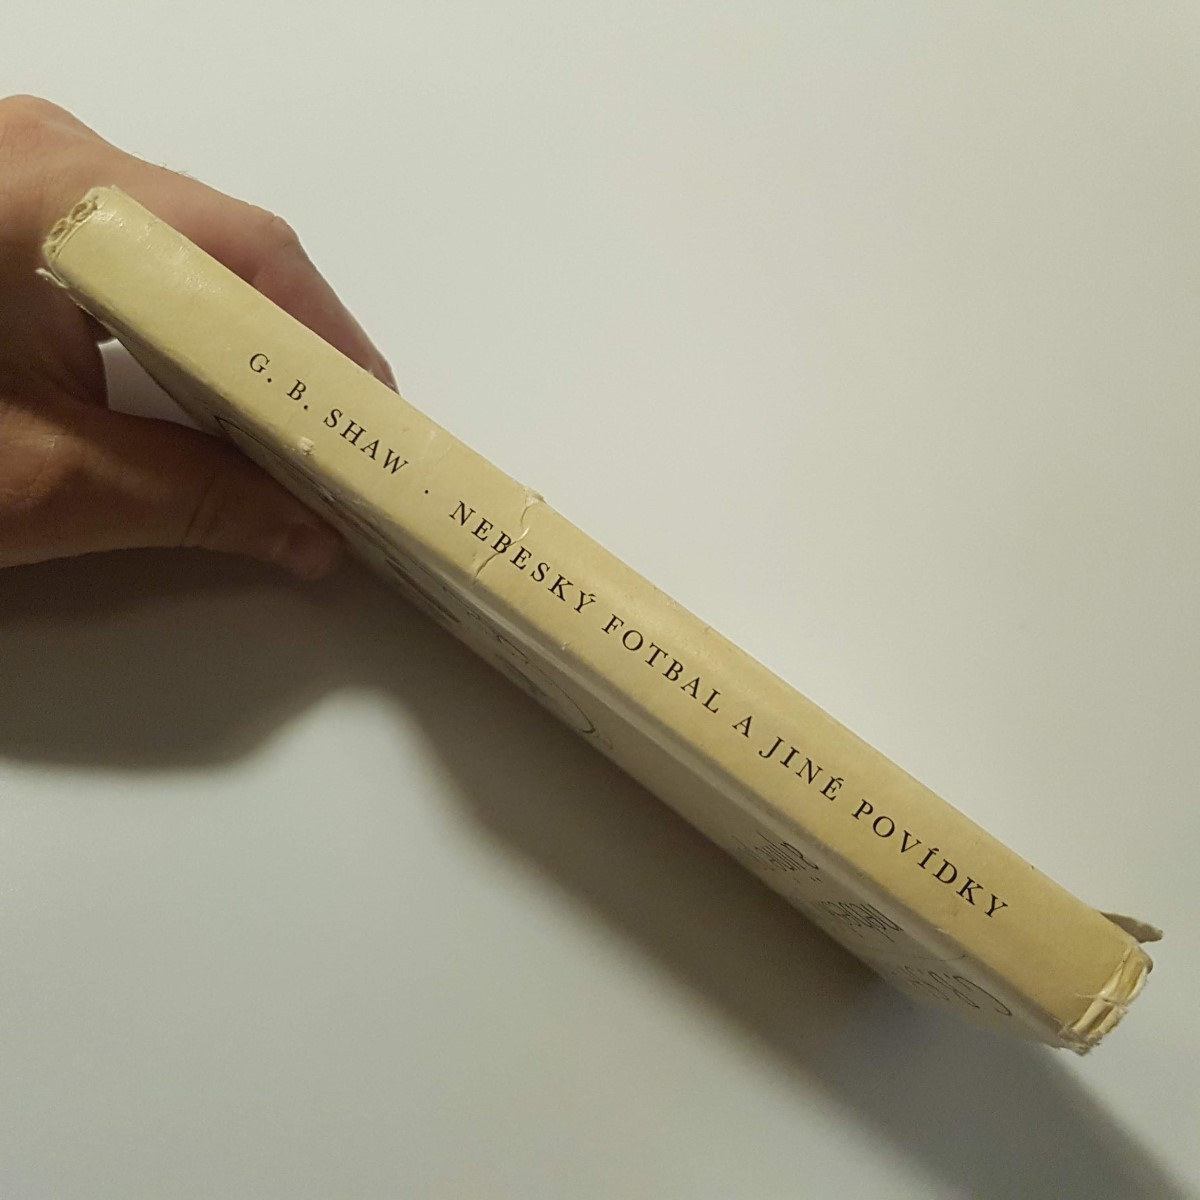 G. B. SHAW · NEBESKÝ FOTBAL A JINÉ POVÍDKY